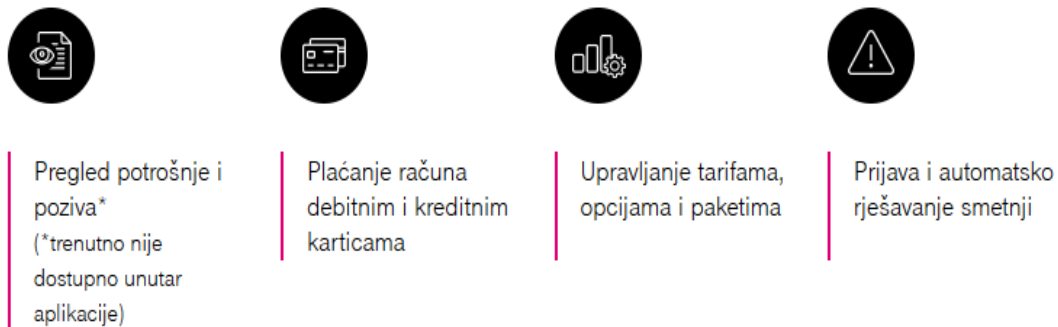 Pregled potrošnje i
poziva*
(*trenutno nije
dostupno unutar
aplikacije)
Plaćanje računa
debitnim i kreditnim
karticama
Upravljanje tarifama,
opcijama i paketima
Prijava i automatsko
rješavanje smetnji